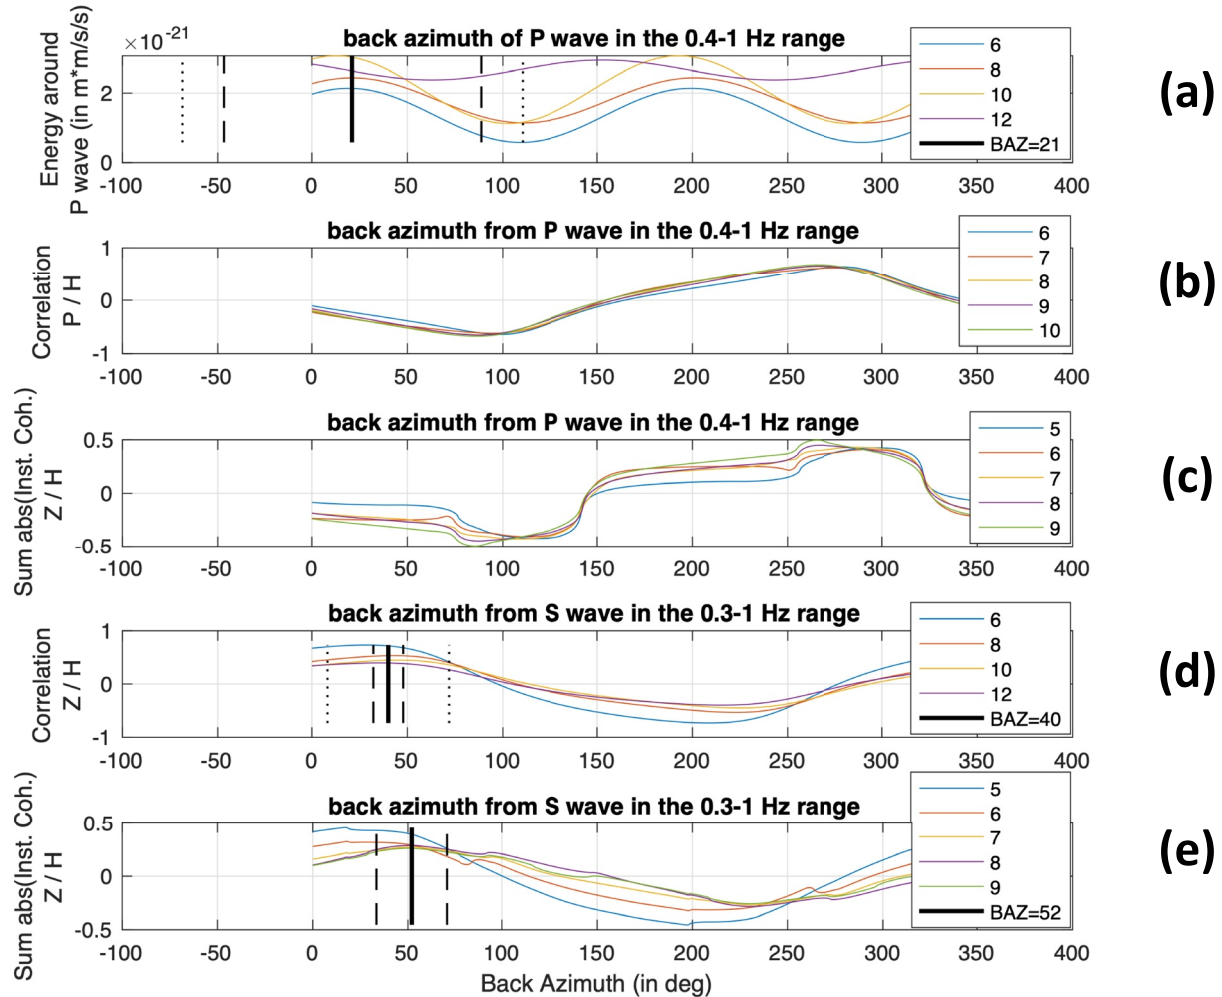 ×10^-21
back azimuth of P wave in the 0.4-1 Hz range
Energy around
P wave (in m*m/s/s)
2
0
-100 -50 0 50 100 150 200 250 300 350 400
6
8
10
12
BAZ=21
(a)
back azimuth from P wave in the 0.4-1 Hz range
Correlation
P / H
1
0
-1
-100 -50 0 50 100 150 200 250 300 350 400
6
7
8
9
10
(b)
back azimuth from P wave in the 0.4-1 Hz range
Sum abs(Inst. Coh.)
Z / H
0.5
0
-0.5
-100 -50 0 50 100 150 200 250 300 350 400
5
6
7
8
9
(c)
back azimuth from S wave in the 0.3-1 Hz range
Correlation
Z / H
1
0
-1
-100 -50 0 50 100 150 200 250 300 350 400
6
8
10
12
BAZ=40
(d)
back azimuth from S wave in the 0.3-1 Hz range
Sum abs(Inst. Coh.)
Z / H
0.5
0
-0.5
-100 -50 0 50 100 150 200 250 300 350 400
5
6
7
8
9
BAZ=52
(e)
Back Azimuth (in deg)